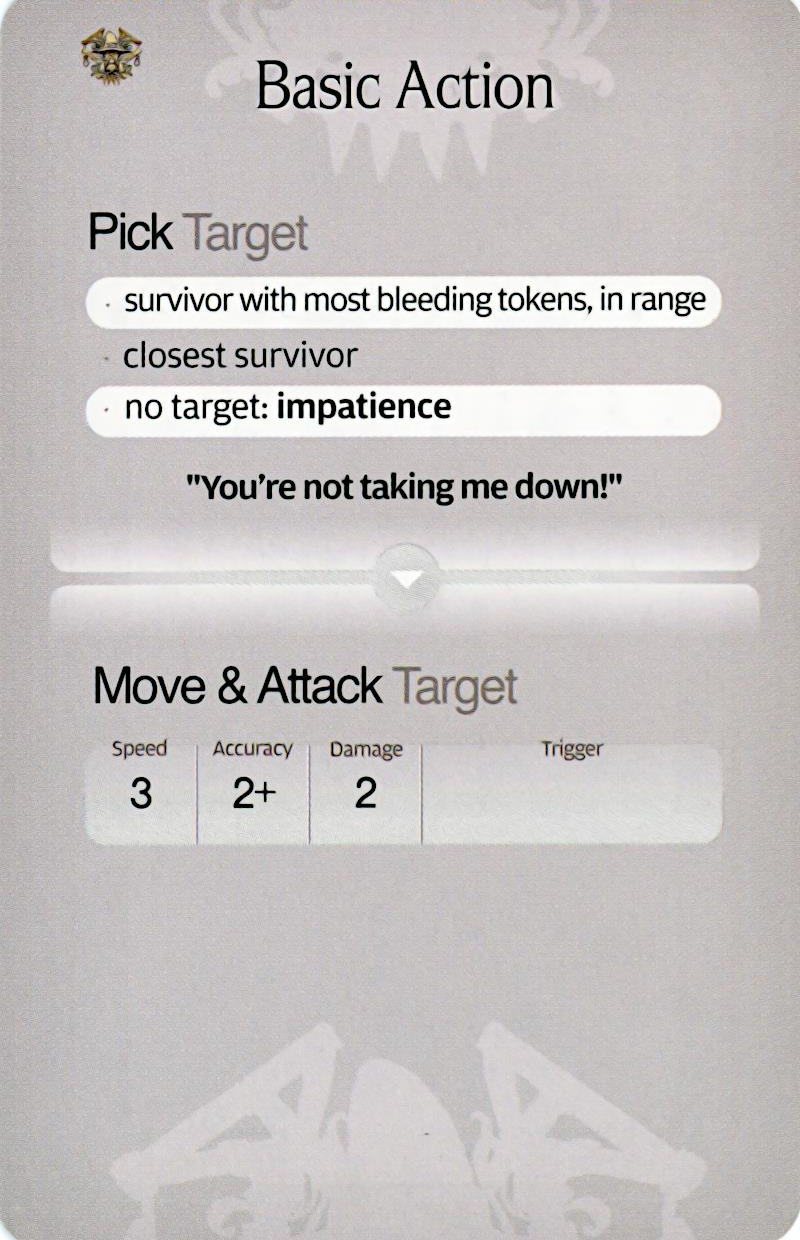 Basic Action
Pick Target
· survivor with most bleeding tokens, in range
· closest survivor
· no target: impatience
"You're not taking me down!"
Move & Attack Target
Speed Accuracy Damage Trigger
3 2+ 2